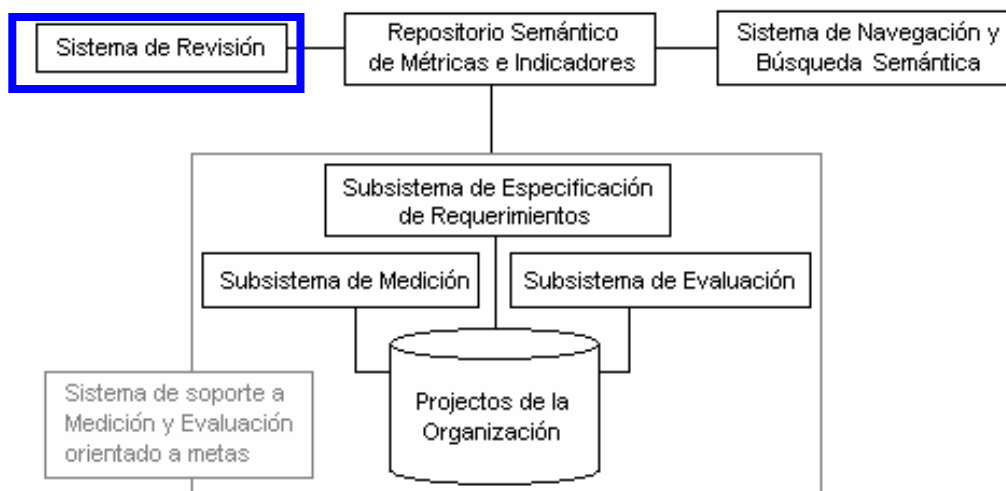 Sistema de Revisión
Repositorio Semántico
de Métricas e Indicadores
Sistema de Navegación y
Búsqueda Semántica
Subsistema de Especificación
de Requerimientos
Subsistema de Medición
Subsistema de Evaluación
Projectos de la
Organización
Sistema de soporte a
Medición y Evaluación
orientado a metas